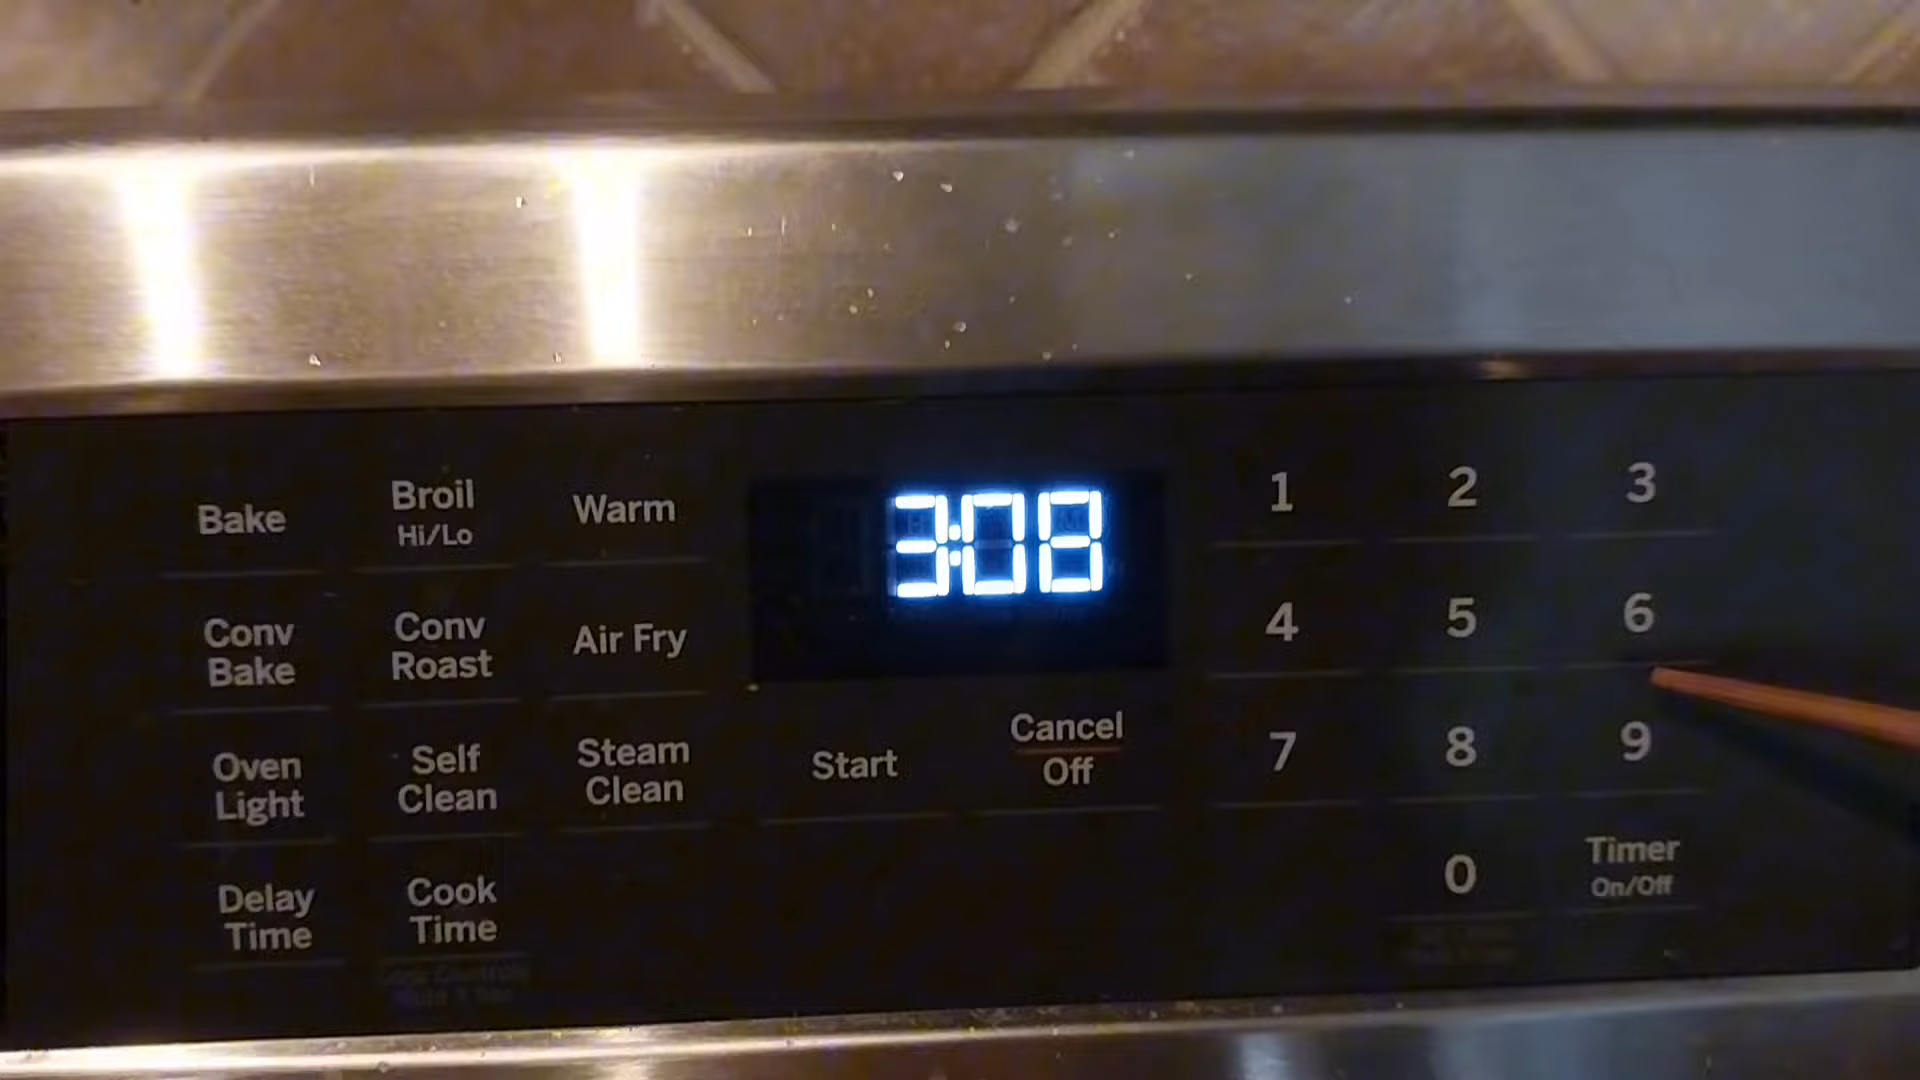 Bake
Broil
Hi/Lo
Warm
3:08
1
2
3
Conv
Bake
Conv
Roast
Air Fry
4
5
6
Oven
Light
Self
Clean
Steam
Clean
Start
Cancel
Off
7
8
9
Delay
Time
Cook
Time
0
Timer
On/Off